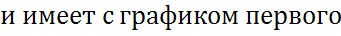 и имеет с графиком первого